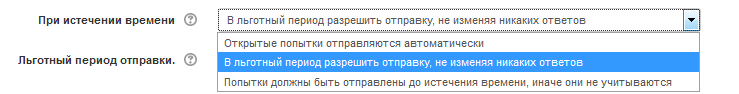 При истечении времени В льготный период разрешить отправку, не изменяя никаких ответов
Открытые попытки отправляются автоматически
Льготный период отправки. В льготный период разрешить отправку, не изменяя никаких ответов
Попытки должны быть отправлены до истечения времени, иначе они не учитываются